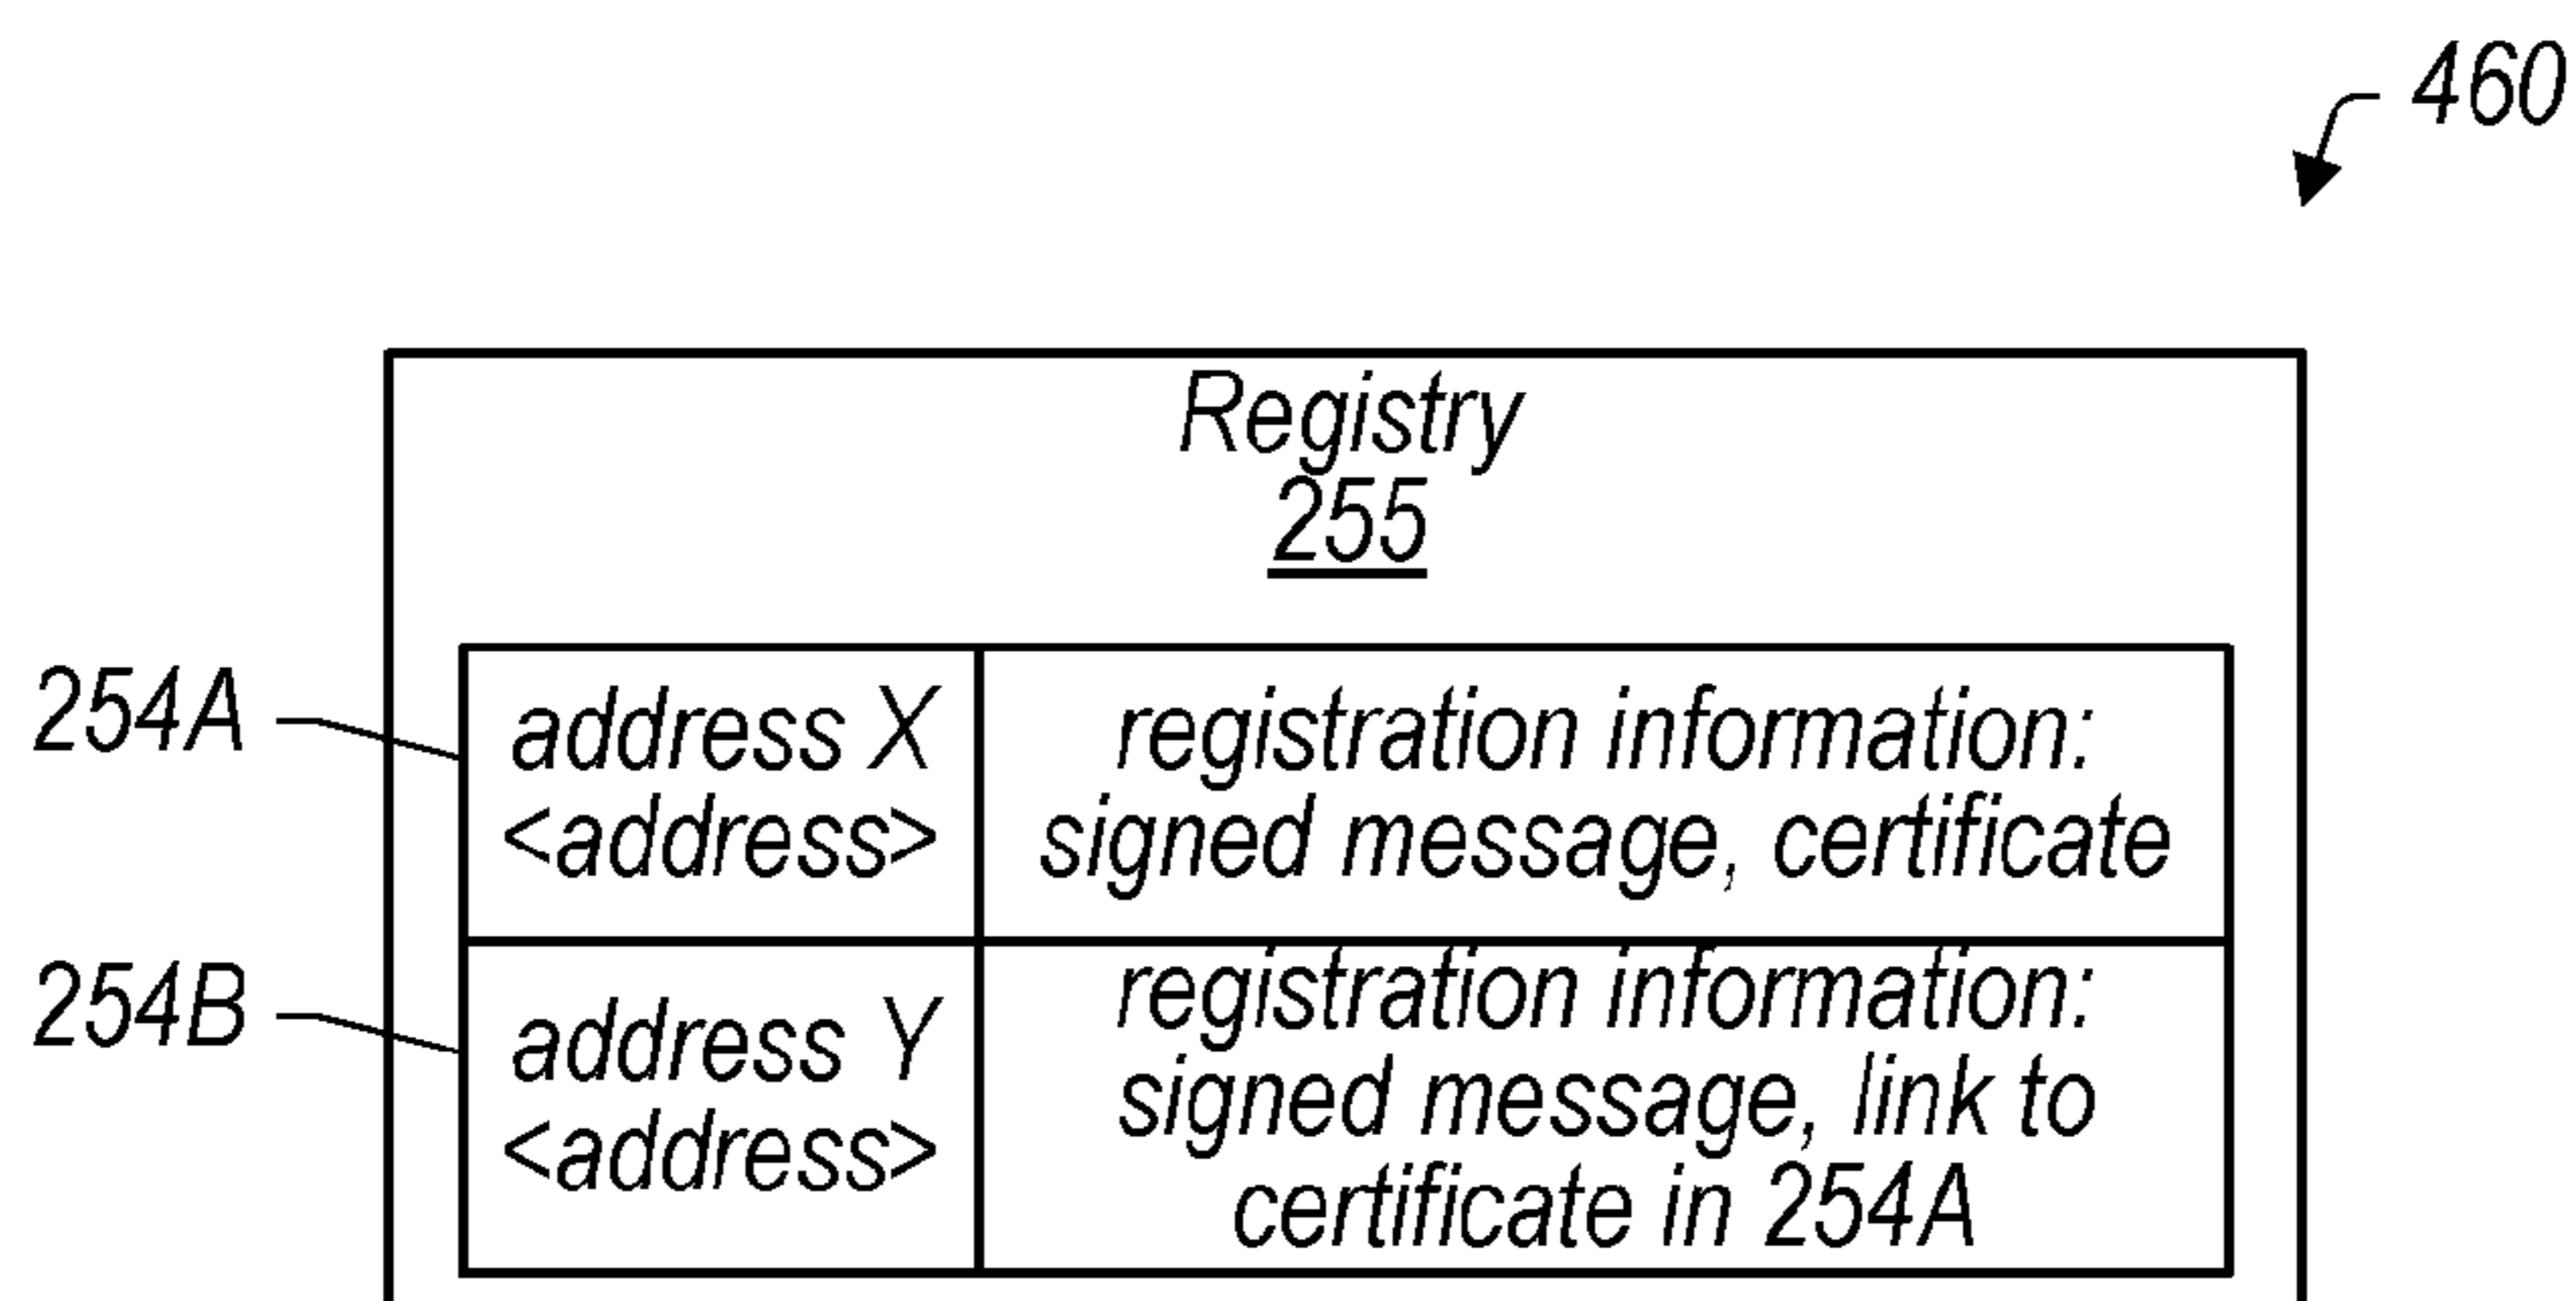 460
Registry
255
254A
address X
<address>
registration information:
signed message, certificate
254B
address Y
<address>
registration information:
signed message, link to
certificate in 254A